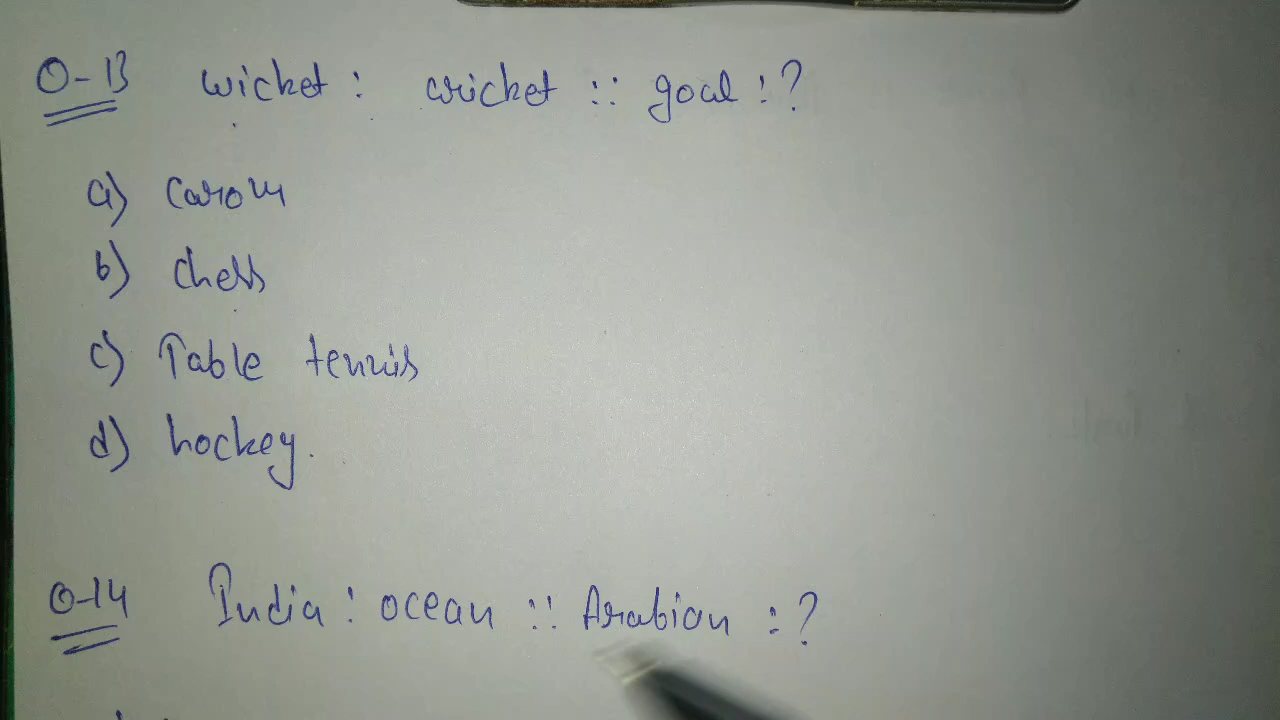 Q-13 wicket : cricket :: goal : ?
a) Carom
b) Chess
c) Table tennis
d) hockey.
Q-14 India : ocean :: Arabian : ?